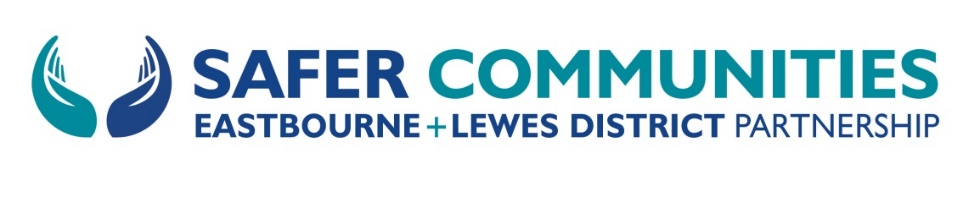 SAFER COMMUNITIES
EASTBOURNE+LEWES DISTRICT PARTNERSHIP